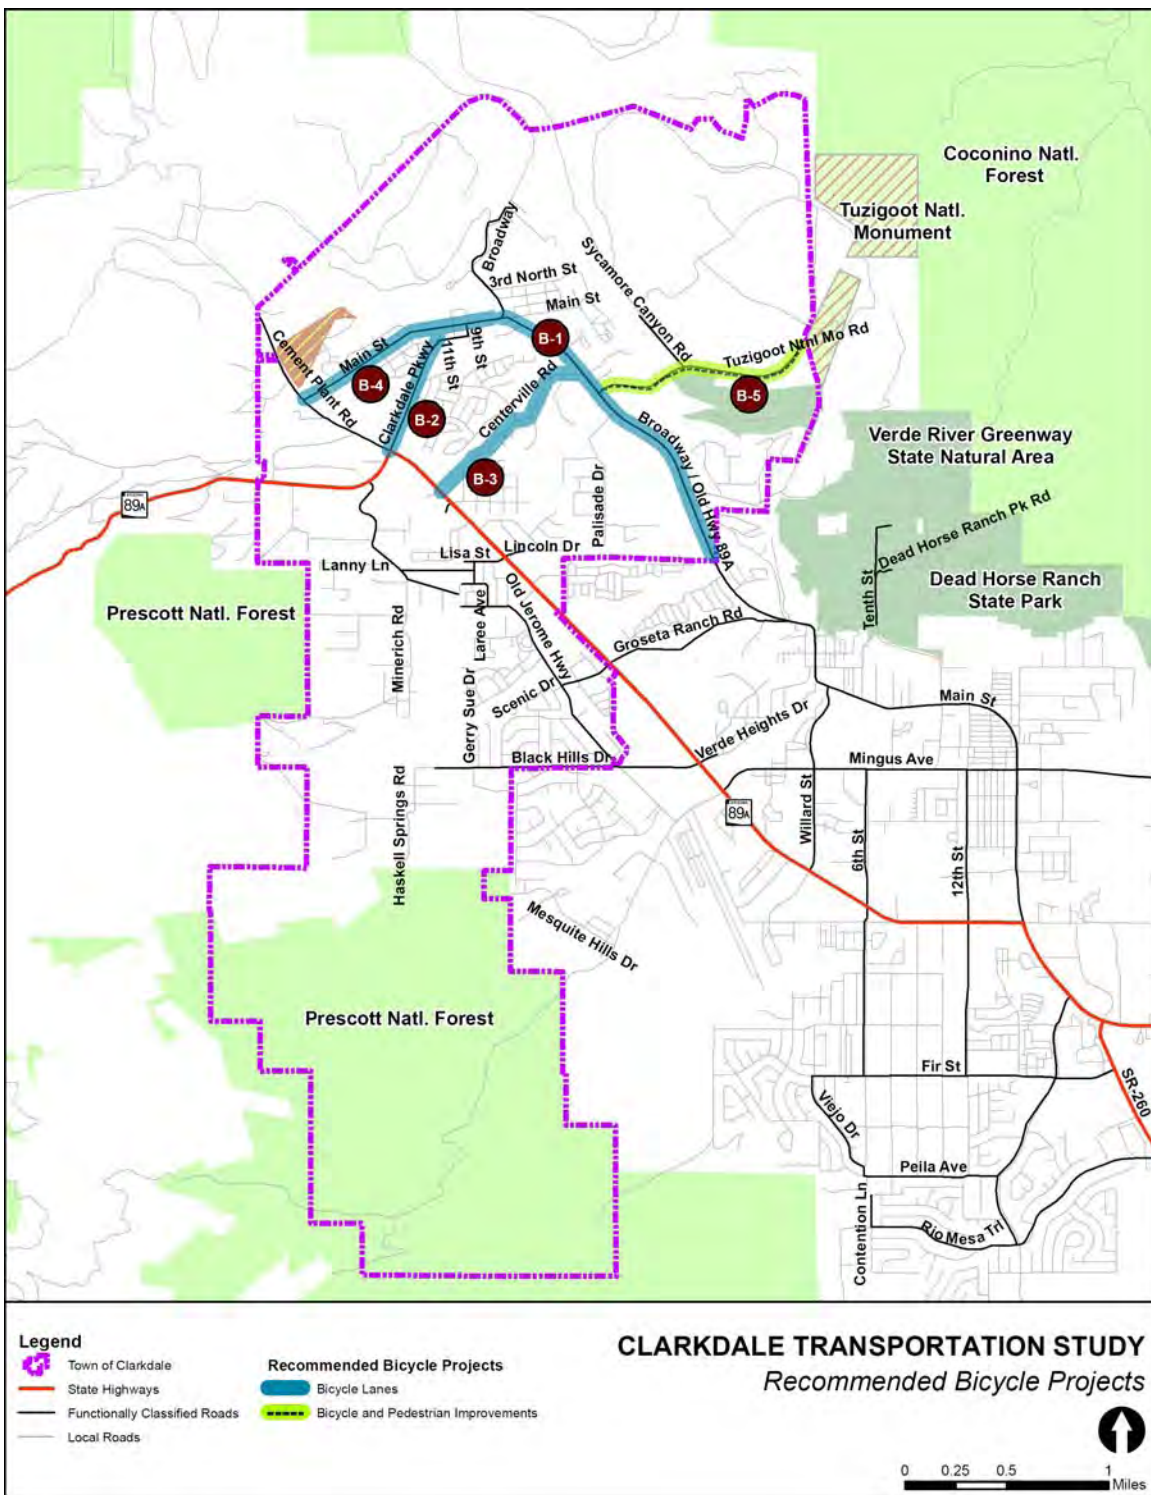 Coconino Natl.
Forest
Tuzigoot Natl.
Monument
Broadway
3rd North St
Main St
Sycamore Canyon Rd
Tuzigoot Ntnl Mo Rd
Cement Plant Rd
Main St
9th St
11th St
Clarkdale Pkwy
Centerville Rd
B-1
B-4
B-2
B-5
B-3
Broadway / Old Hwy 89A
Palisade Dr
Verde River Greenway
State Natural Area
Dead Horse Ranch Pk Rd
Tenth St
Dead Horse Ranch
State Park
89A
Lisa St
Lincoln Dr
Lanny Ln
Prescott Natl. Forest
Old Jerome Hwy
Laree Ave
Minerich Rd
Groseta Ranch Rd
Gerry Sue Dr
Scenic Dr
Main St
Verde Heights Dr
Black Hills Dr
Mingus Ave
Haskell Springs Rd
89A
Willard St
6th St
12th St
Mesquite Hills Dr
Prescott Natl. Forest
Fir St
SR-260
Viejo Dr
Peila Ave
Contention Ln
Rio Mesa Trl
Legend
Town of Clarkdale
State Highways
Functionally Classified Roads
Local Roads
Recommended Bicycle Projects
Bicycle Lanes
Bicycle and Pedestrian Improvements
CLARKDALE TRANSPORTATION STUDY
Recommended Bicycle Projects
0 0.25 0.5 1
Miles